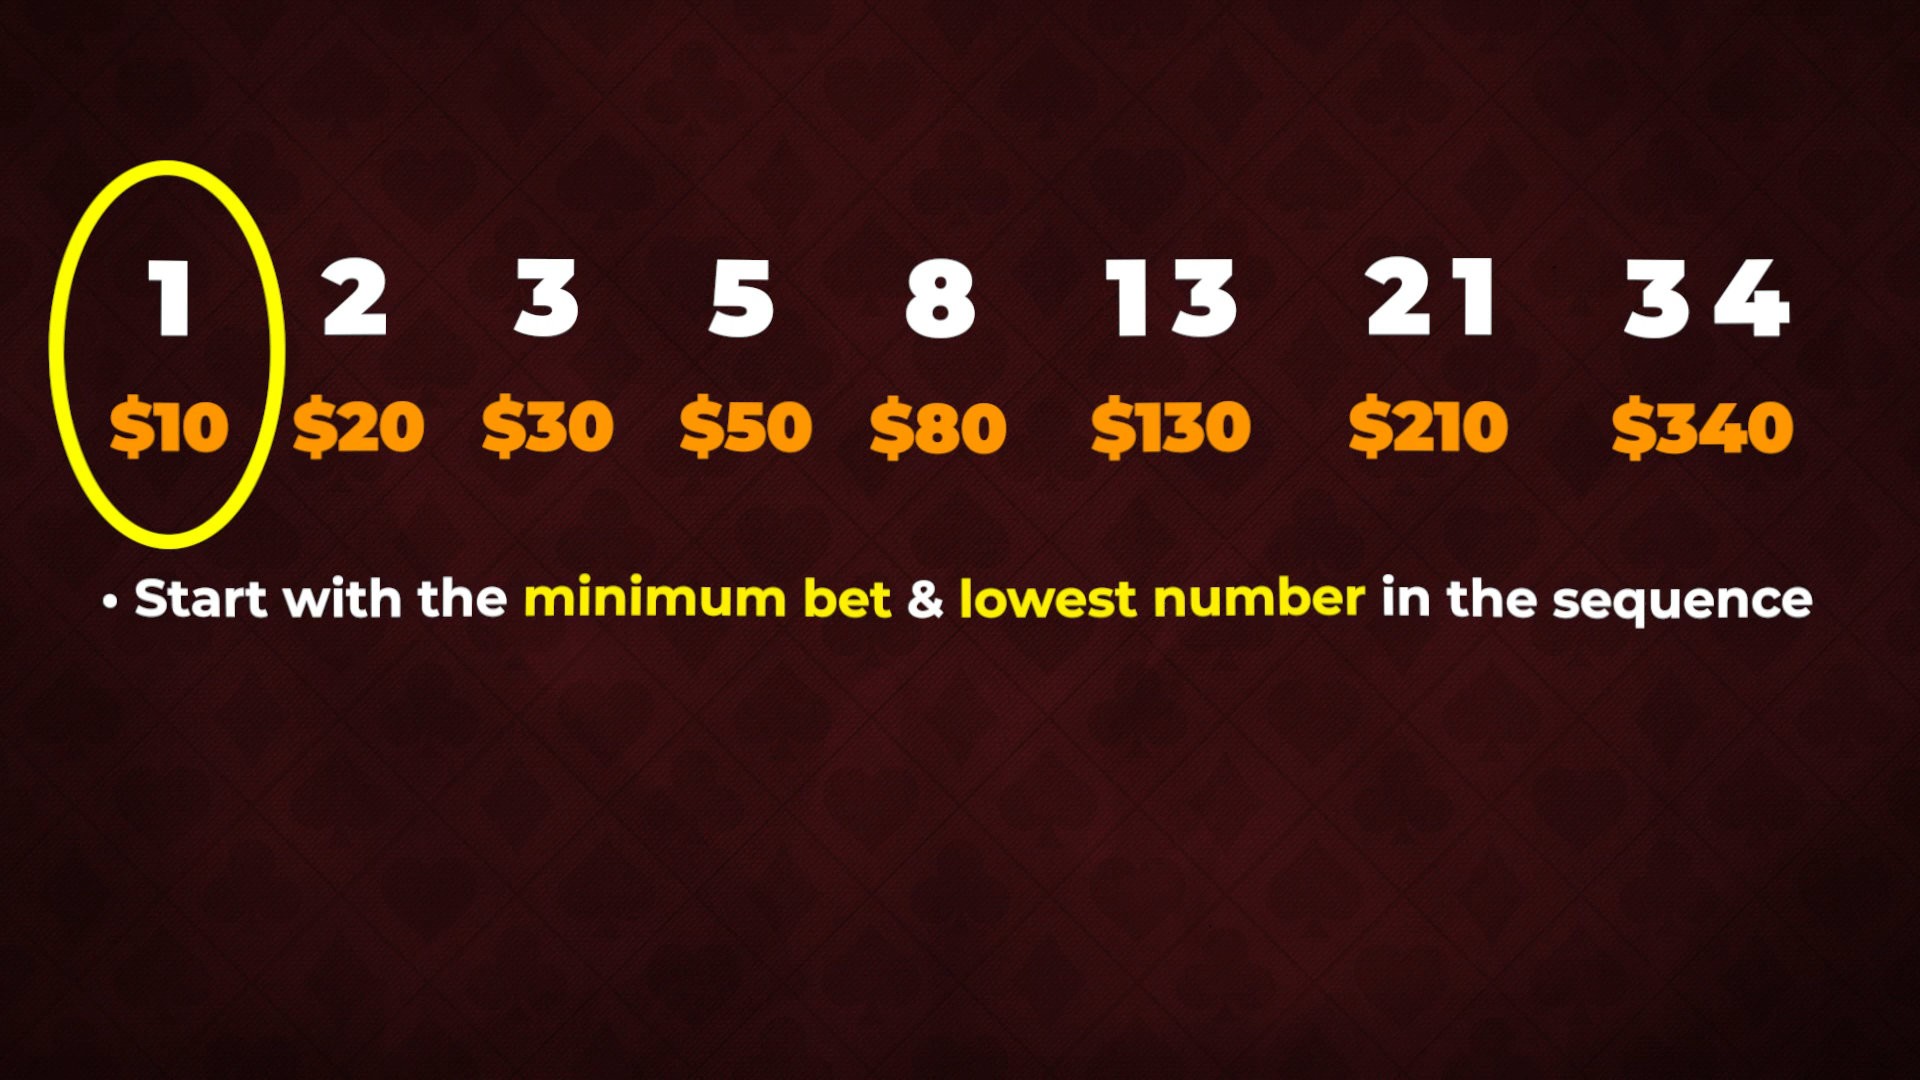 1 2 3 5 8 13 21 34
$10 $20 $30 $50 $80 $130 $210 $340
• Start with the minimum bet & lowest number in the sequence